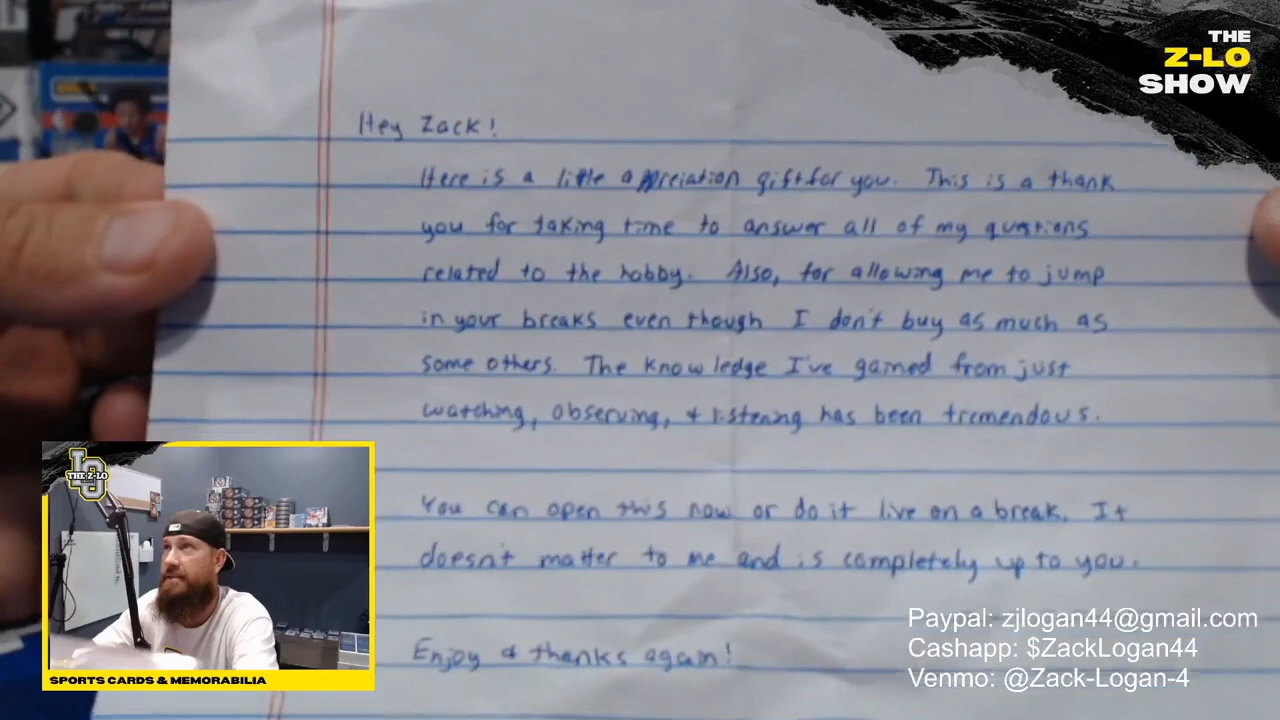 THE
Z-LO
SHOW
Hey Zack!
Here is a little appreiation gift for you. This is a thank
you for taking time to answer all of my questions
related to the hobby. Also, for allowing me to jump
in your breaks even though I don't buy as much as
some others. The knowledge I've gained from just
watching, observing, & listening has been tremendous.
You can open this now or do it live on a break. It
doesn't matter to me and is completely up to you.
Enjoy & thanks again!
LO
THE Z-LO
SPORTS CARDS & MEMORABILIA
Paypal: zjlogan44@gmail.com
Cashapp: $ZackLogan44
Venmo: @Zack-Logan-4